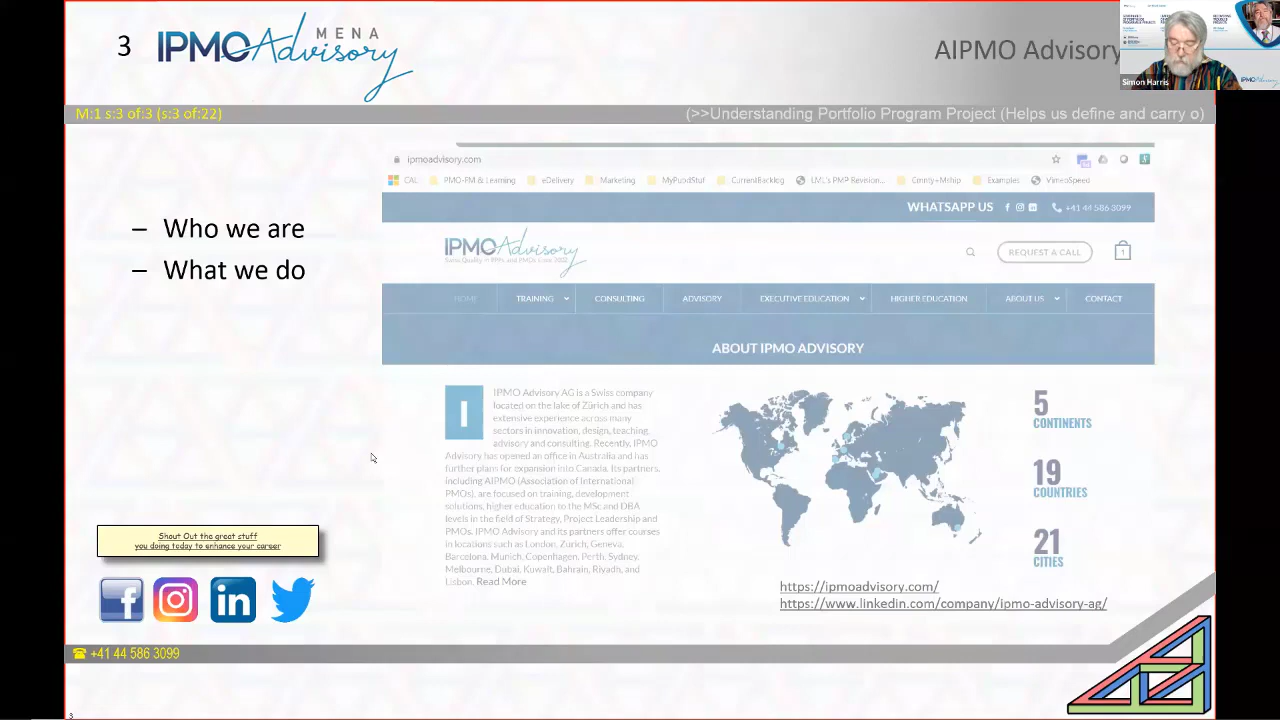 3
IPMO Advisory
MENA
AIPMO Advisory
Simon Harris
M:1 s:3 of:3 (s:3 of:22)
(>>Understanding Portfolio Program Project (Helps us define and carry o)
– Who we are
– What we do
ipmoadvisory.com
CAL
PMO-FM & Learning
eDelivery
Marketing
MyPubdStuf
CurrentBacklog
LML's PMP Revision...
Cmnty+Mship
Examples
VimeoSpeed
WHATSAPP US
+41 44 586 3099
IPMO Advisory
REQUEST A CALL
1
HOME
TRAINING
CONSULTING
ADVISORY
EXECUTIVE EDUCATION
HIGHER EDUCATION
ABOUT US
CONTACT
ABOUT IPMO ADVISORY
I
IPMO Advisory AG is a Swiss company
located on the lake of Zürich and has
extensive experience across many
sectors in innovation, design, teaching,
advisory and consulting. Recently, IPMO
Advisory has opened an office in Australia and has
further plans for expansion into Canada. Its partners,
including AIPMO (Association of International
PMOs), are focused on training, development
solutions, higher education to the MSc and DBA
levels in the field of Strategy, Project Leadership and
PMOs. IPMO Advisory and its partners offer courses
in locations such as London, Zurich, Geneva,
Barcelona, Munich, Copenhagen, Perth, Sydney,
Melbourne, Dubai, Kuwait, Bahrain, Riyadh, and
Lisbon. Read More
5
CONTINENTS
19
COUNTRIES
21
CITIES
https://ipmoadvisory.com/
https://www.linkedin.com/company/ipmo-advisory-ag/
Shout Out the great stuff
you doing today to enhance your career
☎ +41 44 586 3099
3